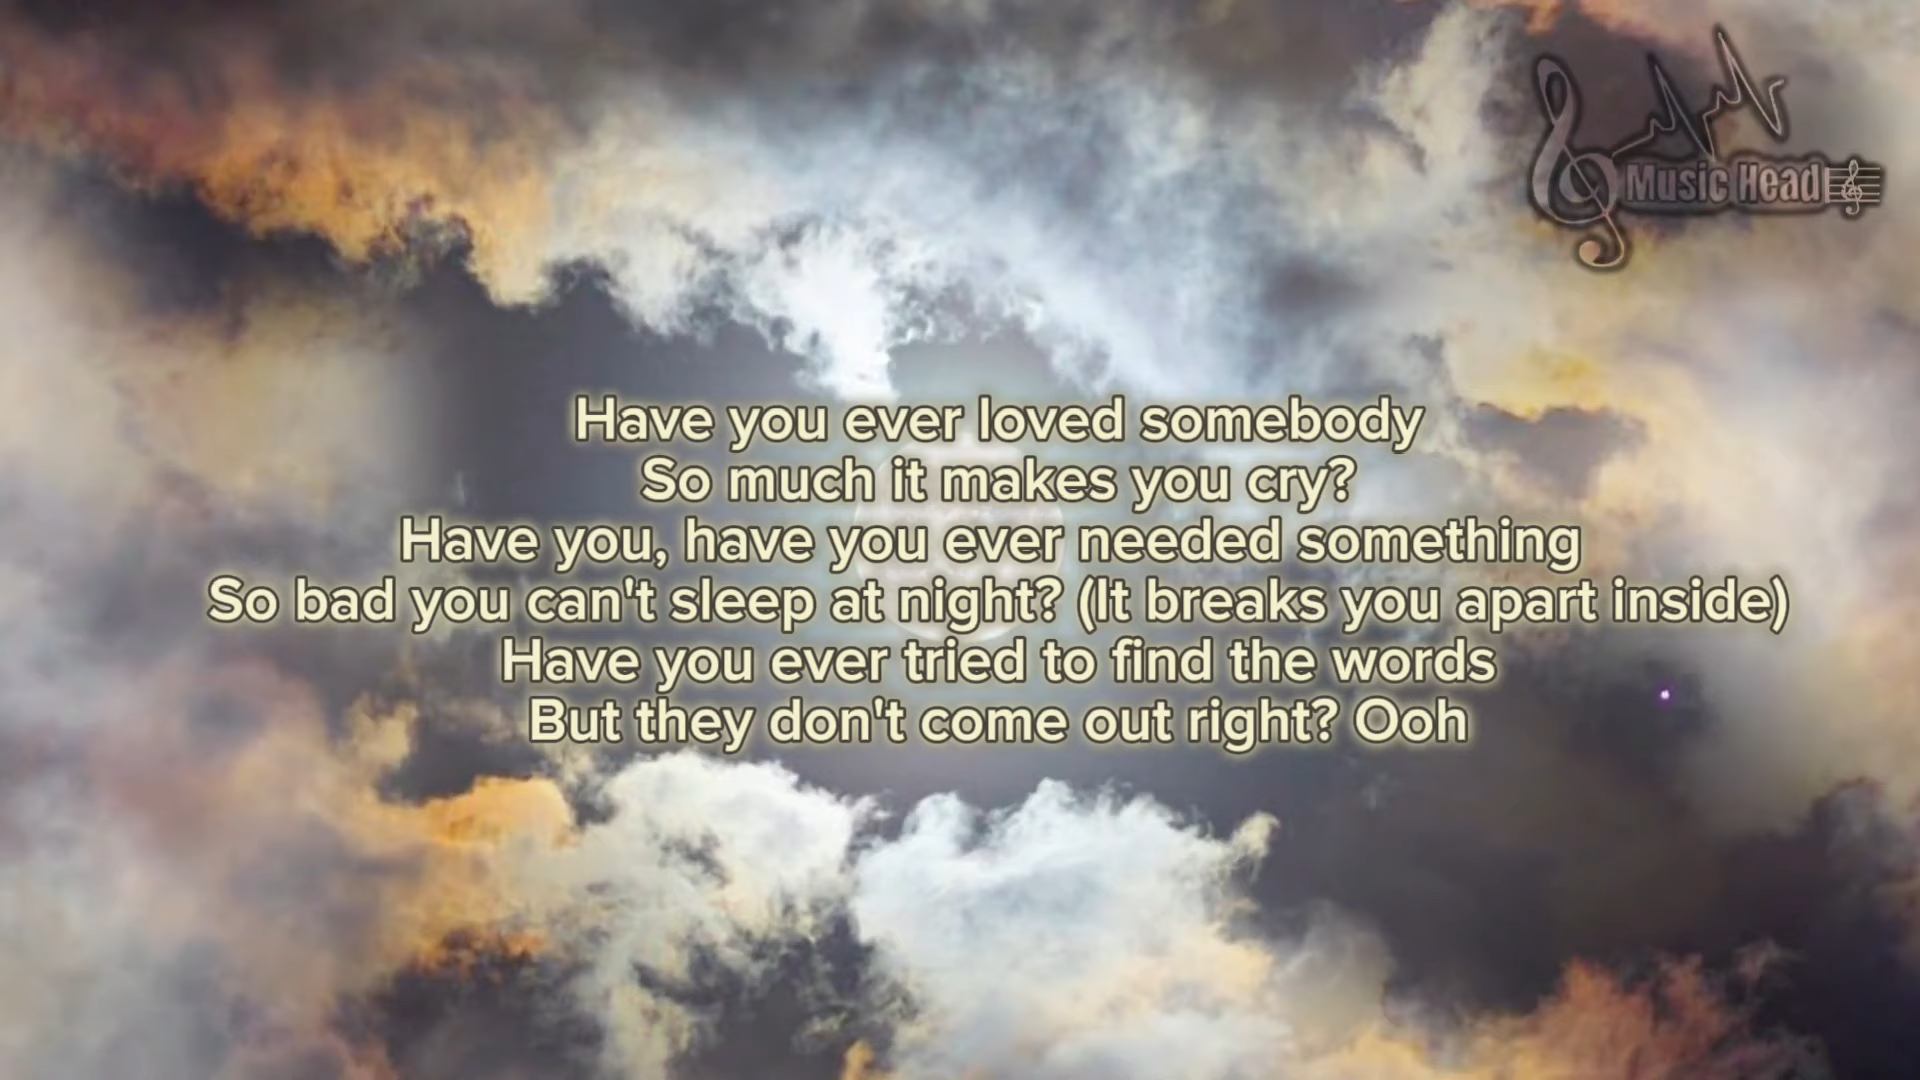 Music Head
Have you ever loved somebody
So much it makes you cry?
Have you, have you ever needed something
So bad you can't sleep at night? (It breaks you apart inside)
Have you ever tried to find the words
But they don't come out right? Ooh